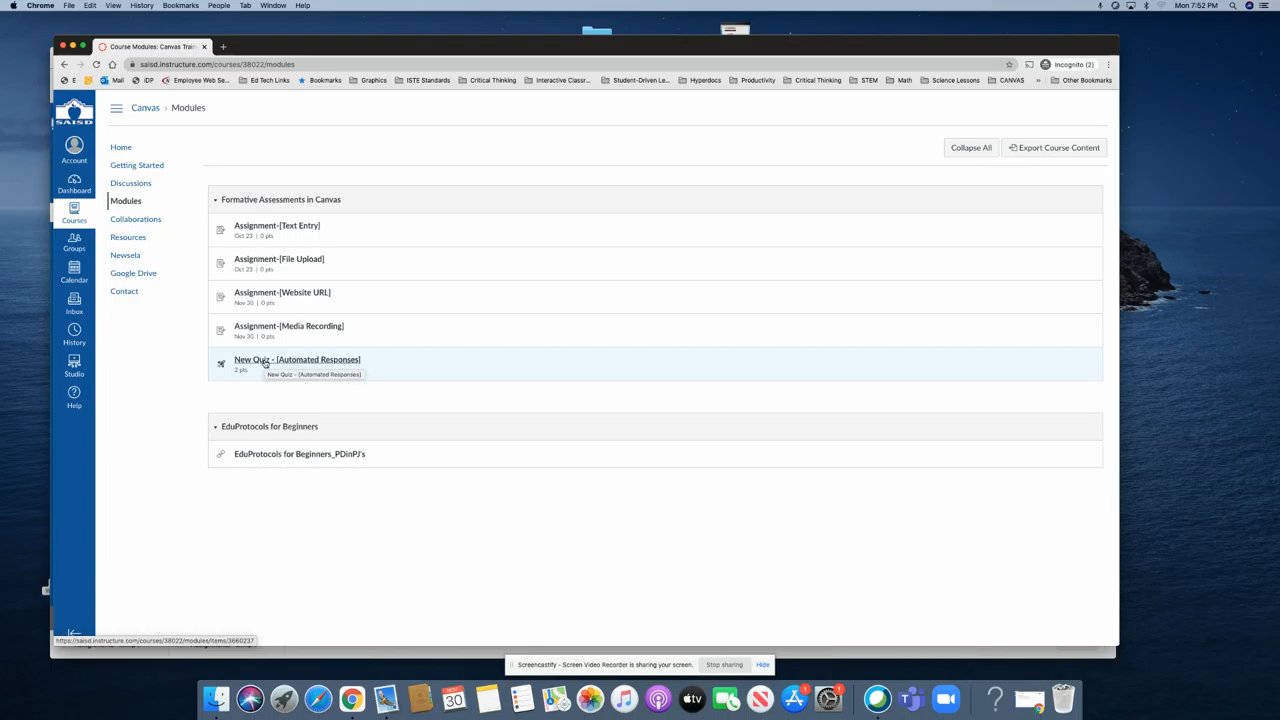 Chrome File Edit View History Bookmarks People Tab Window Help
Mon 7:52 PM
Course Modules: Canvas Train
saisd.instructure.com/courses/38022/modules
Incognito (2)
E Mail IDP Employee Web Se... Ed Tech Links Bookmarks Graphics ISTE Standards Critical Thinking Interactive Classr... Student-Driven Le... Hyperdocs Productivity Critical Thinking STEM Math Science Lessons CANVAS » Other Bookmarks
SAISD
Account
Dashboard
Courses
Groups
Calendar
Inbox
History
Studio
Help
Canvas › Modules
Home
Getting Started
Discussions
Modules
Collaborations
Resources
Newsela
Google Drive
Contact
Collapse All
Export Course Content
Formative Assessments in Canvas
Assignment-[Text Entry]
Oct 23 | 0 pts
Assignment-[File Upload]
Oct 23 | 0 pts
Assignment-[Website URL]
Nov 30 | 0 pts
Assignment-[Media Recording]
Nov 30 | 0 pts
New Quiz - [Automated Responses]
2 pts
New Quiz - [Automated Responses]
EduProtocols for Beginners
EduProtocols for Beginners_PDinPJ's
https://saisd.instructure.com/courses/38022/modules/items/3660237
Screencastify - Screen Video Recorder is sharing your screen.
Stop sharing
Hide
NOV
30
tv
1
1